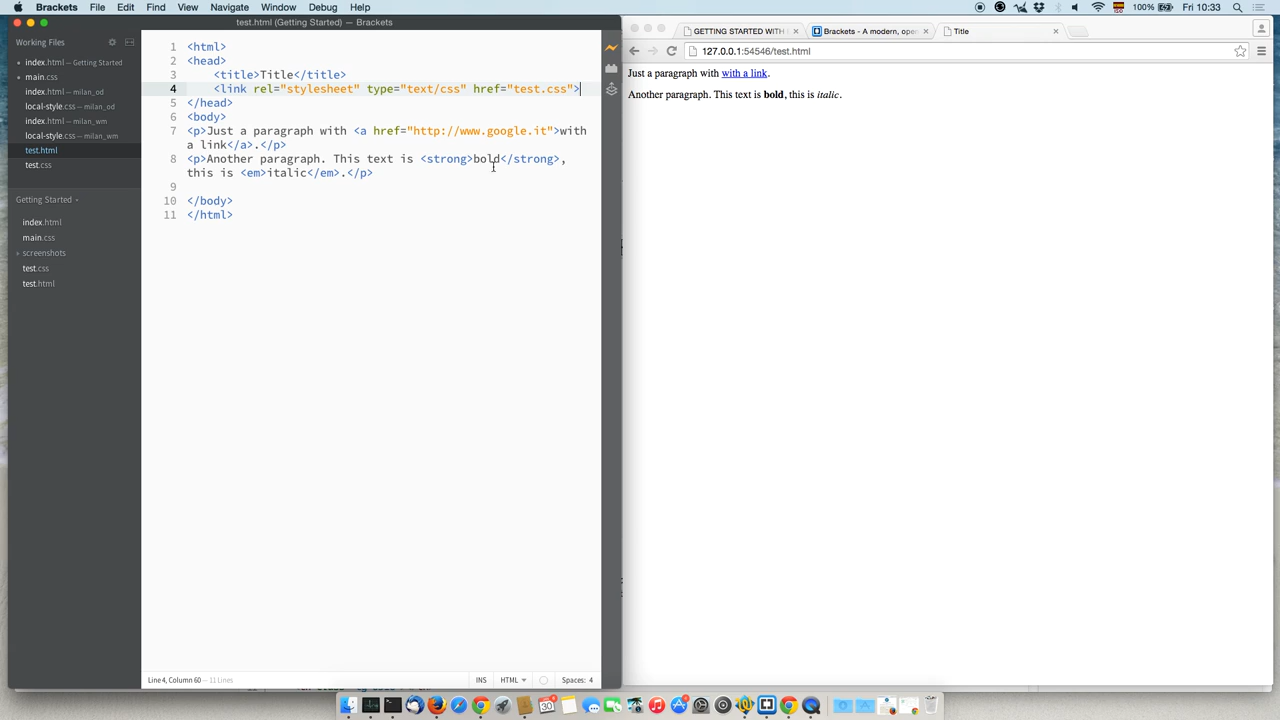 Brackets File Edit Find View Navigate Window Debug Help 100% Fri 10:33
test.html (Getting Started) — Brackets
Working Files
index.html — Getting Started
main.css
index.html — milan_od
local-style.css — milan_od
index.html — milan_wm
local-style.css — milan_wm
test.html
test.css
Getting Started
index.html
main.css
screenshots
test.css
test.html
1 <html>
2 <head>
3 <title>Title</title>
4 <link rel="stylesheet" type="text/css" href="test.css">
5 </head>
6 <body>
7 <p>Just a paragraph with <a href="http://www.google.it">with
a link</a>.</p>
8 <p>Another paragraph. This text is <strong>bold</strong>,
this is <em>italic</em>.</p>
9
10 </body>
11 </html>
Line 4, Column 60 — 11 Lines INS HTML Spaces: 4
GETTING STARTED WITH Brackets - A modern, open Title
127.0.0.1:54546/test.html
Just a paragraph with with a link.
Another paragraph. This text is bold, this is italic.
30